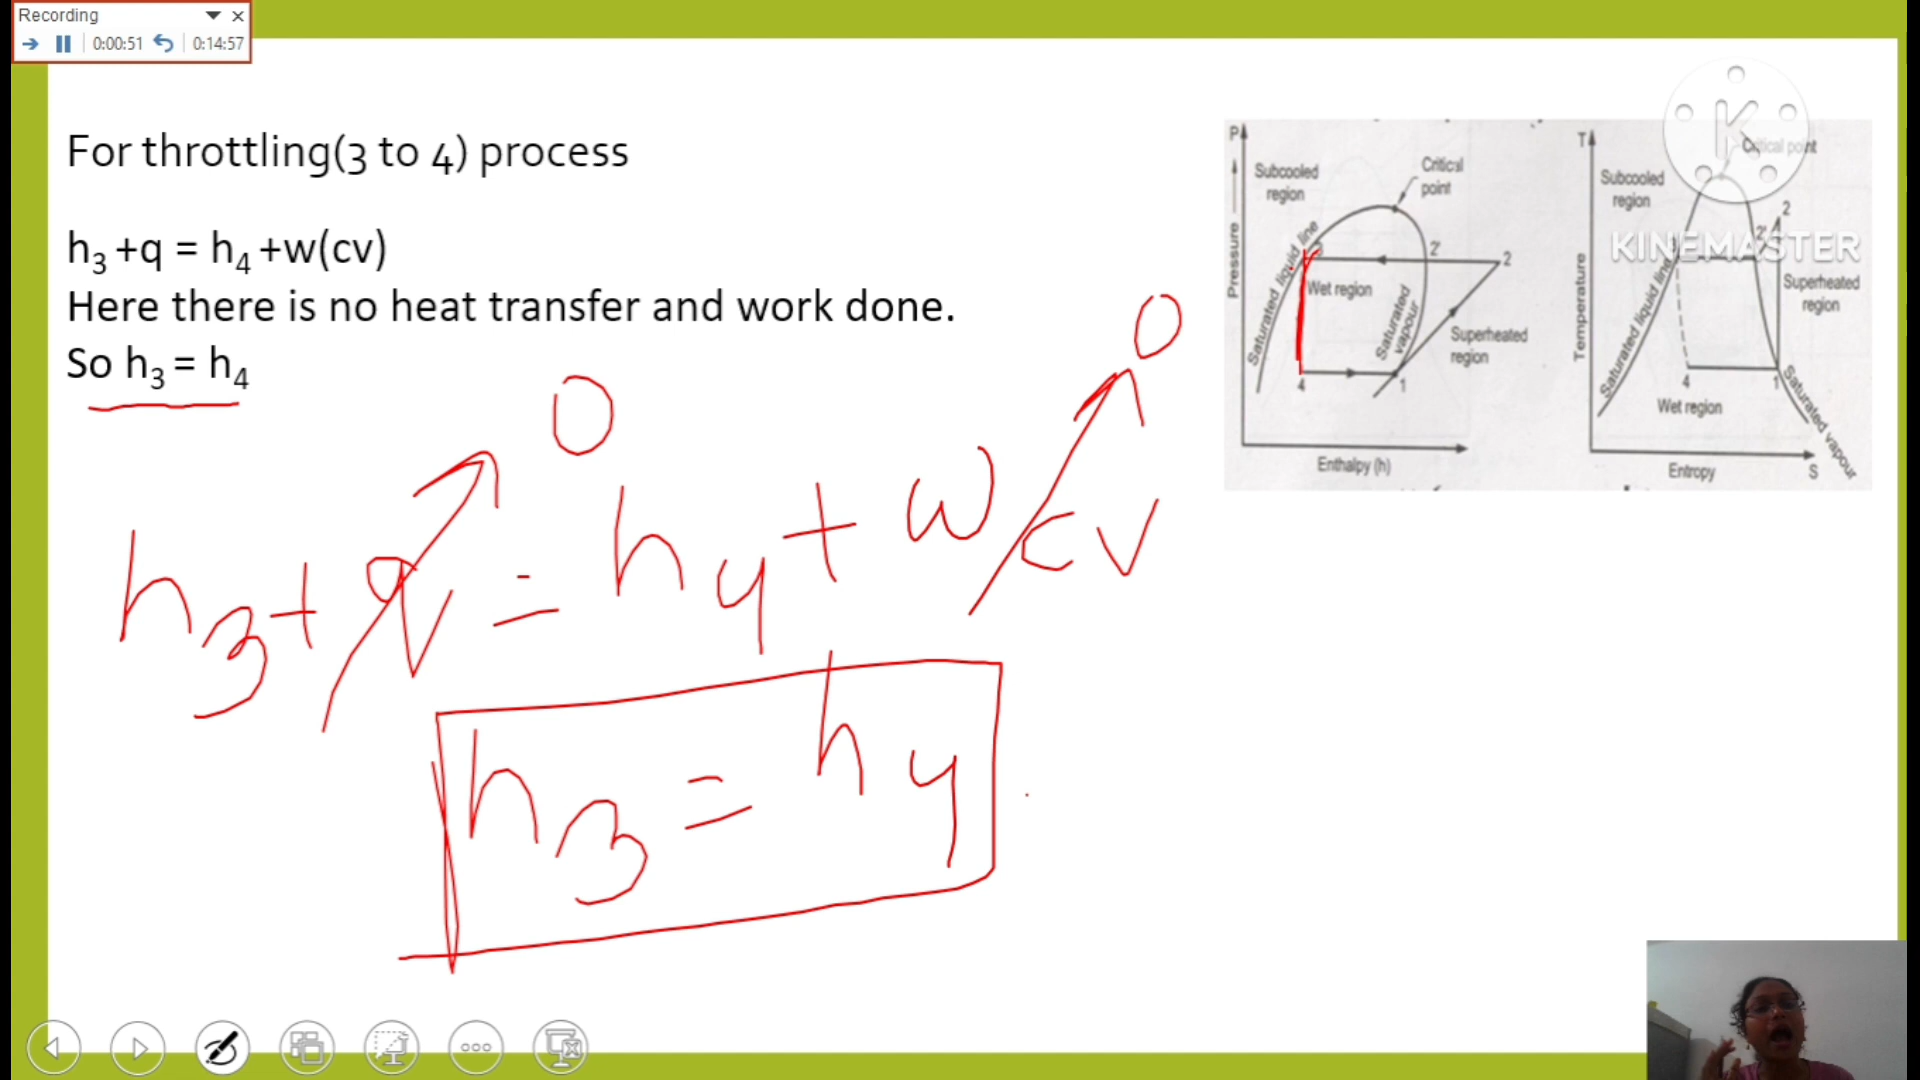 Recording
0:00:51 0:14:57
For throttling(3 to 4) process
h₃ +q = h₄ +w(cv)
Here there is no heat transfer and work done.
So h₃ = h₄
h₃ + q = h₄ + w cv
0
0
h₃ = h₄
P
Pressure
Subcooled
region
Critical
point
Saturated liquid line
3
2'
2
Wet region
Saturated
vapour
Superheated
region
4
1
Enthalpy (h)
T
Temperature
Subcooled
region
Critical point
K
KINEMASTER
2
2'
Saturated liquid line
Superheated
region
4
1
Wet region
Saturated vapour
Entropy
S